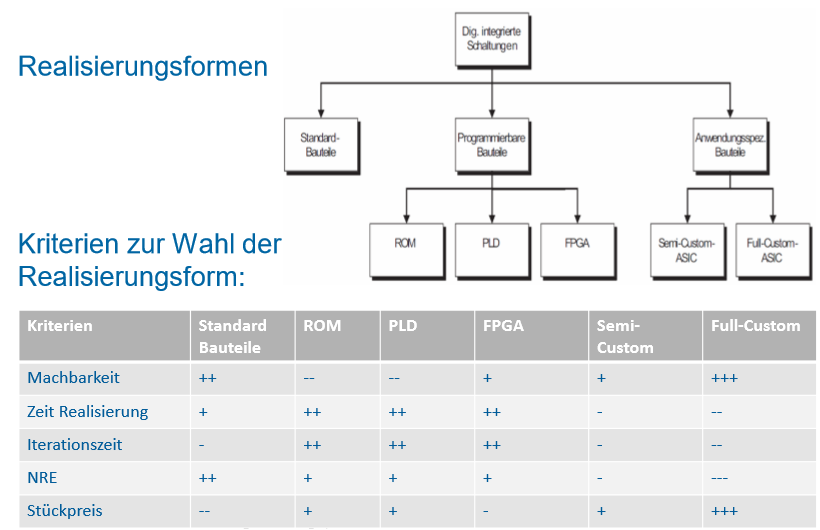 Realisierungsformen
Dig. integrierte
Schaltungen
Standard-
Bauteile
Programmierbare
Bauteile
Anwendungsspez.
Bauteile
ROM
PLD
FPGA
Semi-Custom-
ASIC
Full-Custom-
ASIC
Kriterien zur Wahl der
Realisierungsform:
Kriterien Standard Bauteile ROM PLD FPGA Semi-Custom Full-Custom
Machbarkeit ++ -- -- + + +++
Zeit Realisierung + ++ ++ ++ - --
Iterationszeit - ++ ++ ++ - --
NRE ++ + + + - ---
Stückpreis -- + + - + +++